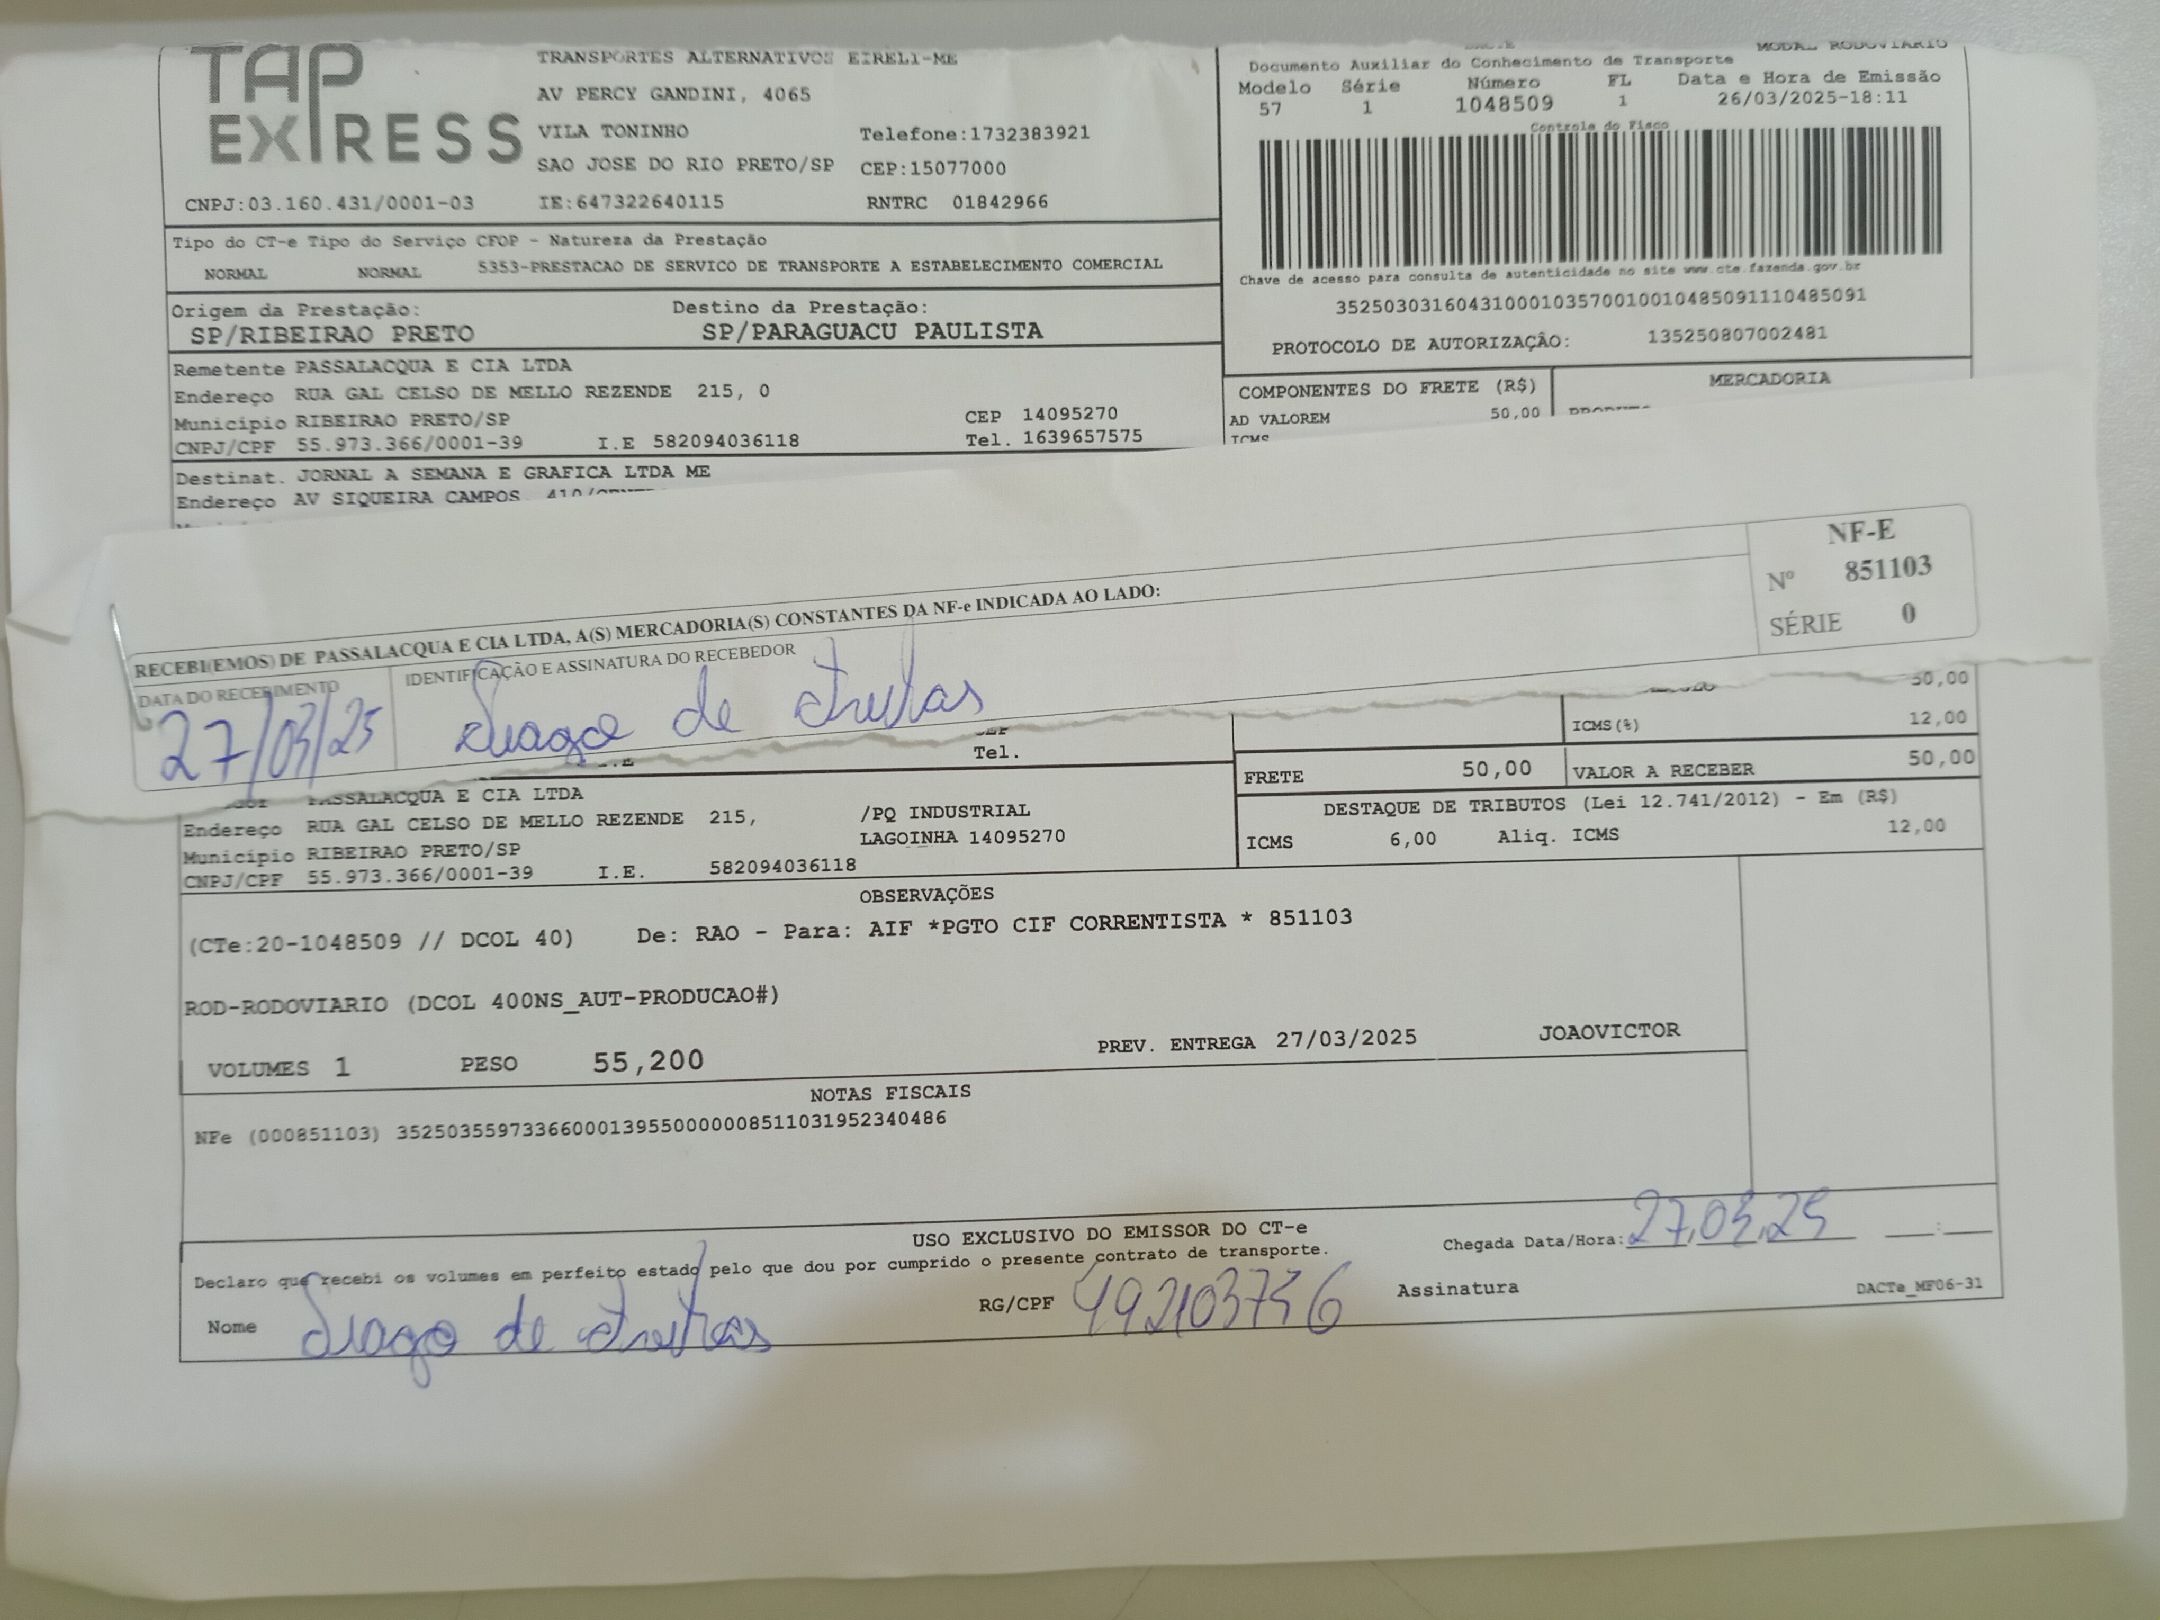 TAP EXPRESS
TRANSPORTES ALTERNATIVOS EIRELI-ME
AV PERCY GANDINI, 4065
VILA TONINHO Telefone:1732383921
SAO JOSE DO RIO PRETO/SP CEP:15077000
CNPJ:03.160.431/0001-03 IE:647322640115 RNTRC 01842966
MODAL RODOVIARIO
Documento Auxiliar do Conhecimento de Transporte
Modelo Série Número FL Data e Hora de Emissão
57 1 1048509 1 26/03/2025-18:11
Controle do Fisco
Chave de acesso para consulta de autenticidade no site www.cte.fazenda.gov.br
35250303160431000103570010010485091110485091
PROTOCOLO DE AUTORIZAÇÂO: 135250807002481
Tipo do CT-e Tipo do Serviço CFOP - Natureza da Prestação
NORMAL NORMAL 5353-PRESTACAO DE SERVICO DE TRANSPORTE A ESTABELECIMENTO COMERCIAL
Origem da Prestação: Destino da Prestação:
SP/RIBEIRAO PRETO SP/PARAGUACU PAULISTA
Remetente PASSALACQUA E CIA LTDA
Endereço RUA GAL CELSO DE MELLO REZENDE 215, 0
Município RIBEIRAO PRETO/SP CEP 14095270
CNPJ/CPF 55.973.366/0001-39 I.E 582094036118 Tel. 1639657575
COMPONENTES DO FRETE (R$) MERCADORIA
AD VALOREM 50,00
ICMS
Destinat. JORNAL A SEMANA E GRAFICA LTDA ME
Endereço AV SIQUEIRA CAMPOS 410
RECEBI(EMOS) DE PASSALACQUA E CIA LTDA, A(S) MERCADORIA(S) CONSTANTES DA NF-e INDICADA AO LADO:
NF-E
Nº 851103
SÉRIE 0
DATA DO RECEBIMENTO IDENTIFICAÇÃO E ASSINATURA DO RECEBEDOR
27/03/25 Tiago de Freitas
50,00
ICMS(%) 12,00
Tel.
FRETE 50,00 VALOR A RECEBER 50,00
PASSALACQUA E CIA LTDA
Endereço RUA GAL CELSO DE MELLO REZENDE 215, /PQ INDUSTRIAL
LAGOINHA 14095270
Município RIBEIRAO PRETO/SP
CNPJ/CPF 55.973.366/0001-39 I.E. 582094036118
DESTAQUE DE TRIBUTOS (Lei 12.741/2012) - Em (R$)
ICMS 6,00 Aliq. ICMS 12,00
OBSERVAÇÕES
(CTe:20-1048509 // DCOL 40) De: RAO - Para: AIF *PGTO CIF CORRENTISTA * 851103
ROD-RODOVIARIO (DCOL 400NS_AUT-PRODUCAO#)
VOLUMES 1 PESO 55,200 PREV. ENTREGA 27/03/2025 JOAOVICTOR
NOTAS FISCAIS
NFe (000851103) 35250355973366000139550000008511031952340486
USO EXCLUSIVO DO EMISSOR DO CT-e
Declaro que recebi os volumes em perfeito estado pelo que dou por cumprido o presente contrato de transporte.
Chegada Data/Hora: 27,03,25 :
Nome Tiago de Freitas RG/CPF Assinatura
DACTe_MF06-31